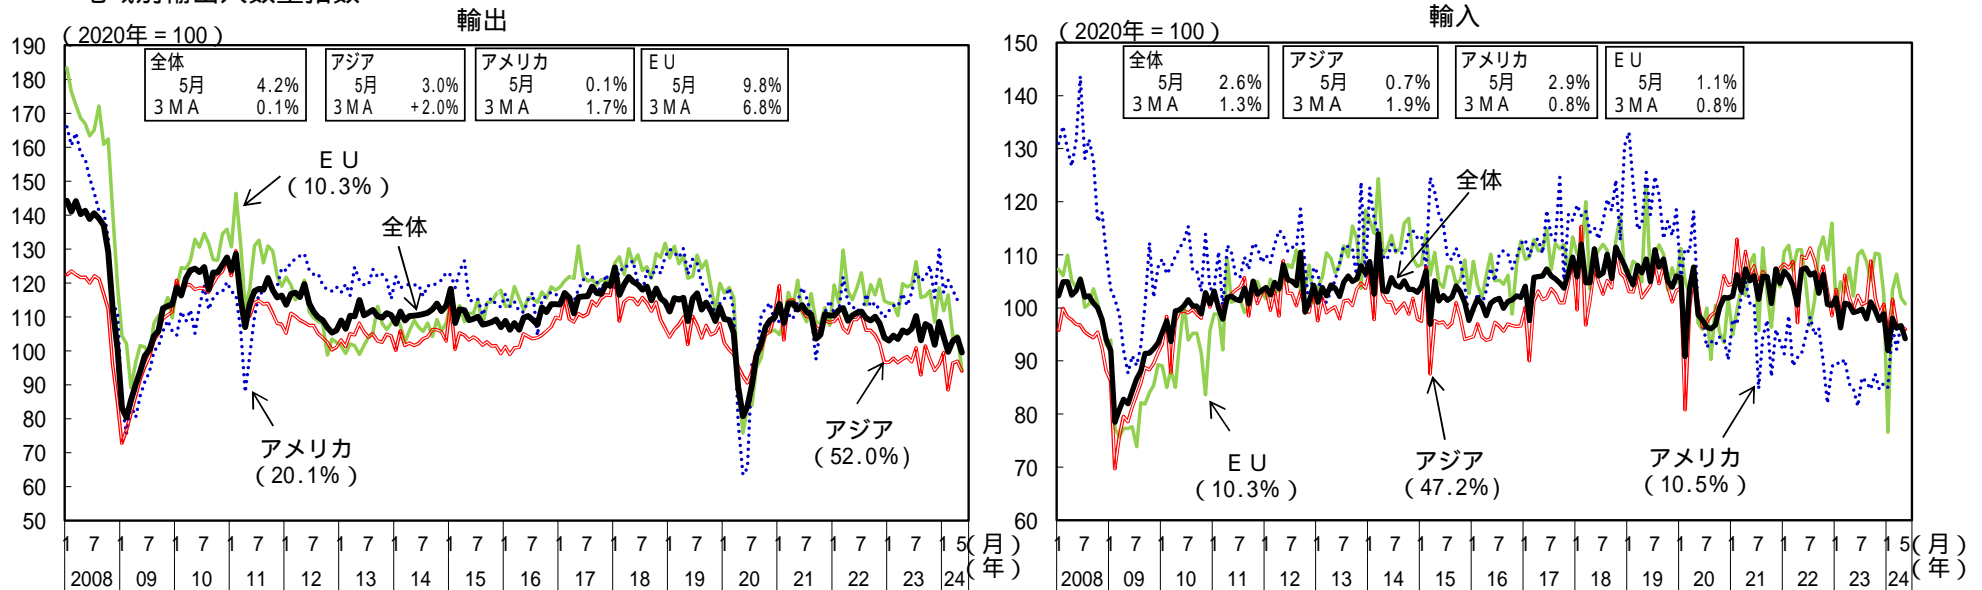 地域別輸出入数量指数
輸出
（2020年＝100）
190
180
170
160
150
140
130
120
110
100
90
80
70
60
50
全体
5月 4.2%
3MA 0.1%
アジア
5月 3.0%
3MA +2.0%
アメリカ
5月 0.1%
3MA 1.7%
EU
5月 9.8%
3MA 6.8%
EU
（10.3%）
全体
アメリカ
（20.1%）
アジア
（52.0%）
1 7 1 7 1 7 1 7 1 7 1 7 1 7 1 7 1 7 1 7 1 7 1 7 1 7 1 7 1 7 1 7 1 5 （月）
2008 09 10 11 12 13 14 15 16 17 18 19 20 21 22 23 24 （年）
輸入
（2020年＝100）
150
140
130
120
110
100
90
80
70
60
全体
5月 2.6%
3MA 1.3%
アジア
5月 0.7%
3MA 1.9%
アメリカ
5月 2.9%
3MA 0.8%
EU
5月 1.1%
3MA 0.8%
全体
EU
（10.3%）
アジア
（47.2%）
アメリカ
（10.5%）
1 7 1 7 1 7 1 7 1 7 1 7 1 7 1 7 1 7 1 7 1 7 1 7 1 7 1 7 1 7 1 7 1 5 （月）
2008 09 10 11 12 13 14 15 16 17 18 19 20 21 22 23 24 （年）